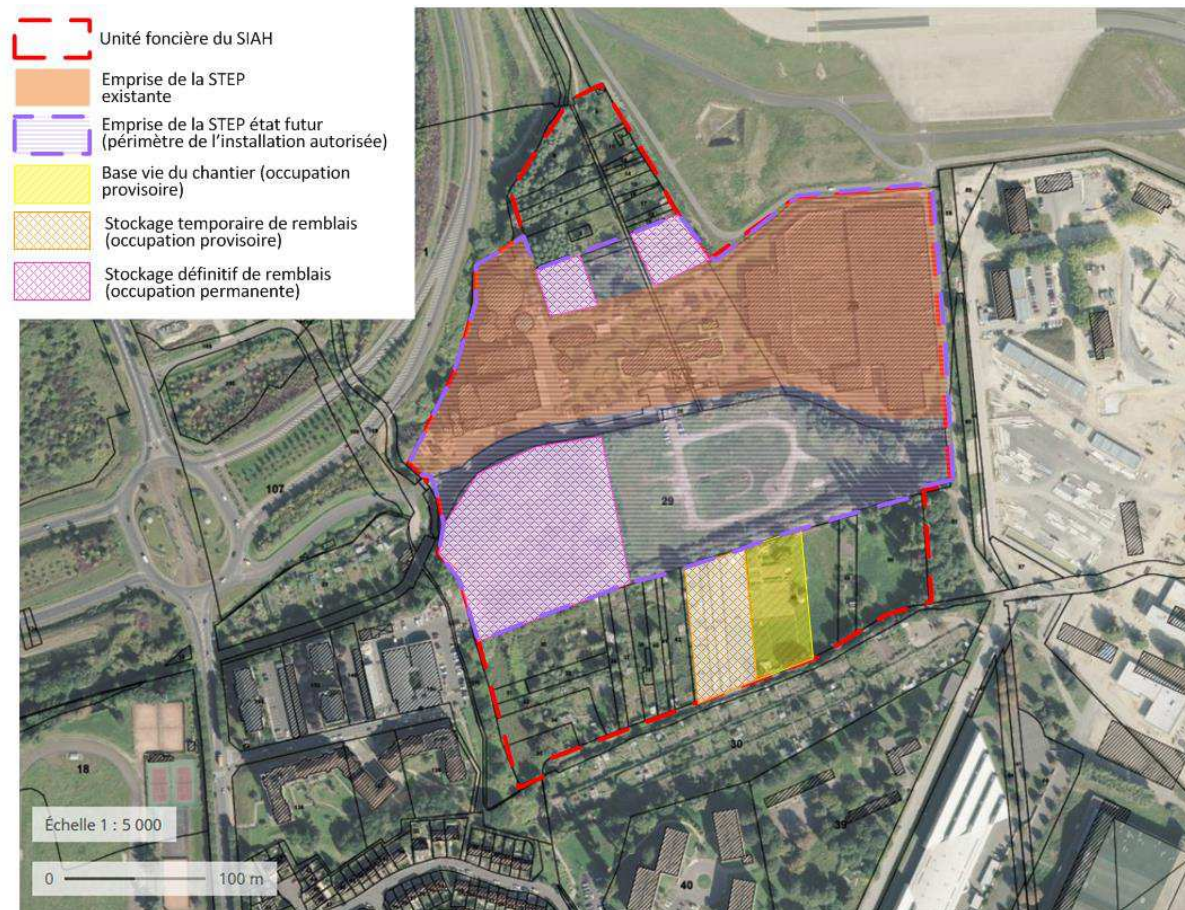 Unité foncière du SIAH
Emprise de la STEP
existante
Emprise de la STEP état futur
(périmètre de l'installation autorisée)
Base vie du chantier (occupation
provisoire)
Stockage temporaire de remblais
(occupation provisoire)
Stockage définitif de remblais
(occupation permanente)
1
107
29
30
18
39
40
Échelle 1 : 5 000
0
100 m